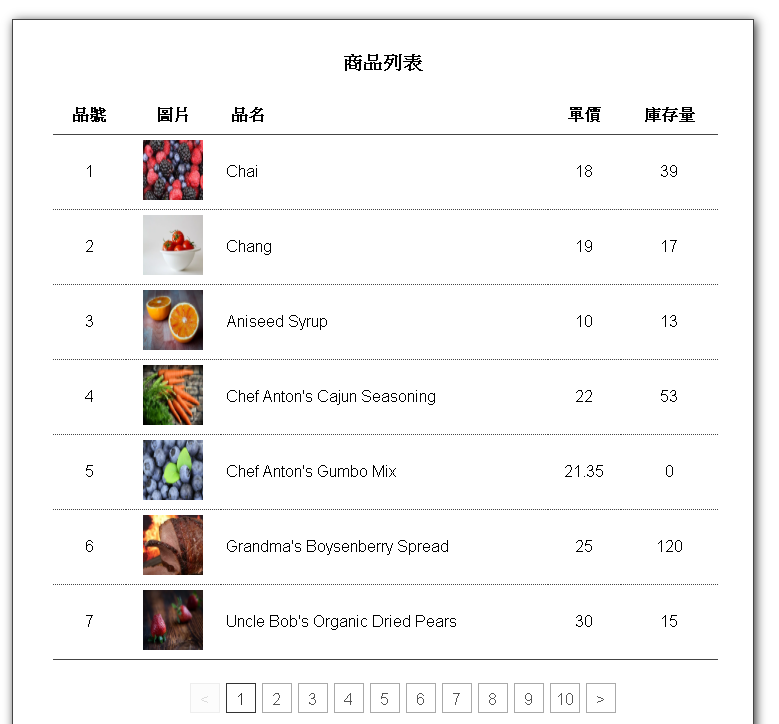 商品列表
品號 圖片 品名 單價 庫存量
1 Chai 18 39
2 Chang 19 17
3 Aniseed Syrup 10 13
4 Chef Anton's Cajun Seasoning 22 53
5 Chef Anton's Gumbo Mix 21.35 0
6 Grandma's Boysenberry Spread 25 120
7 Uncle Bob's Organic Dried Pears 30 15
< 1 2 3 4 5 6 7 8 9 10 >